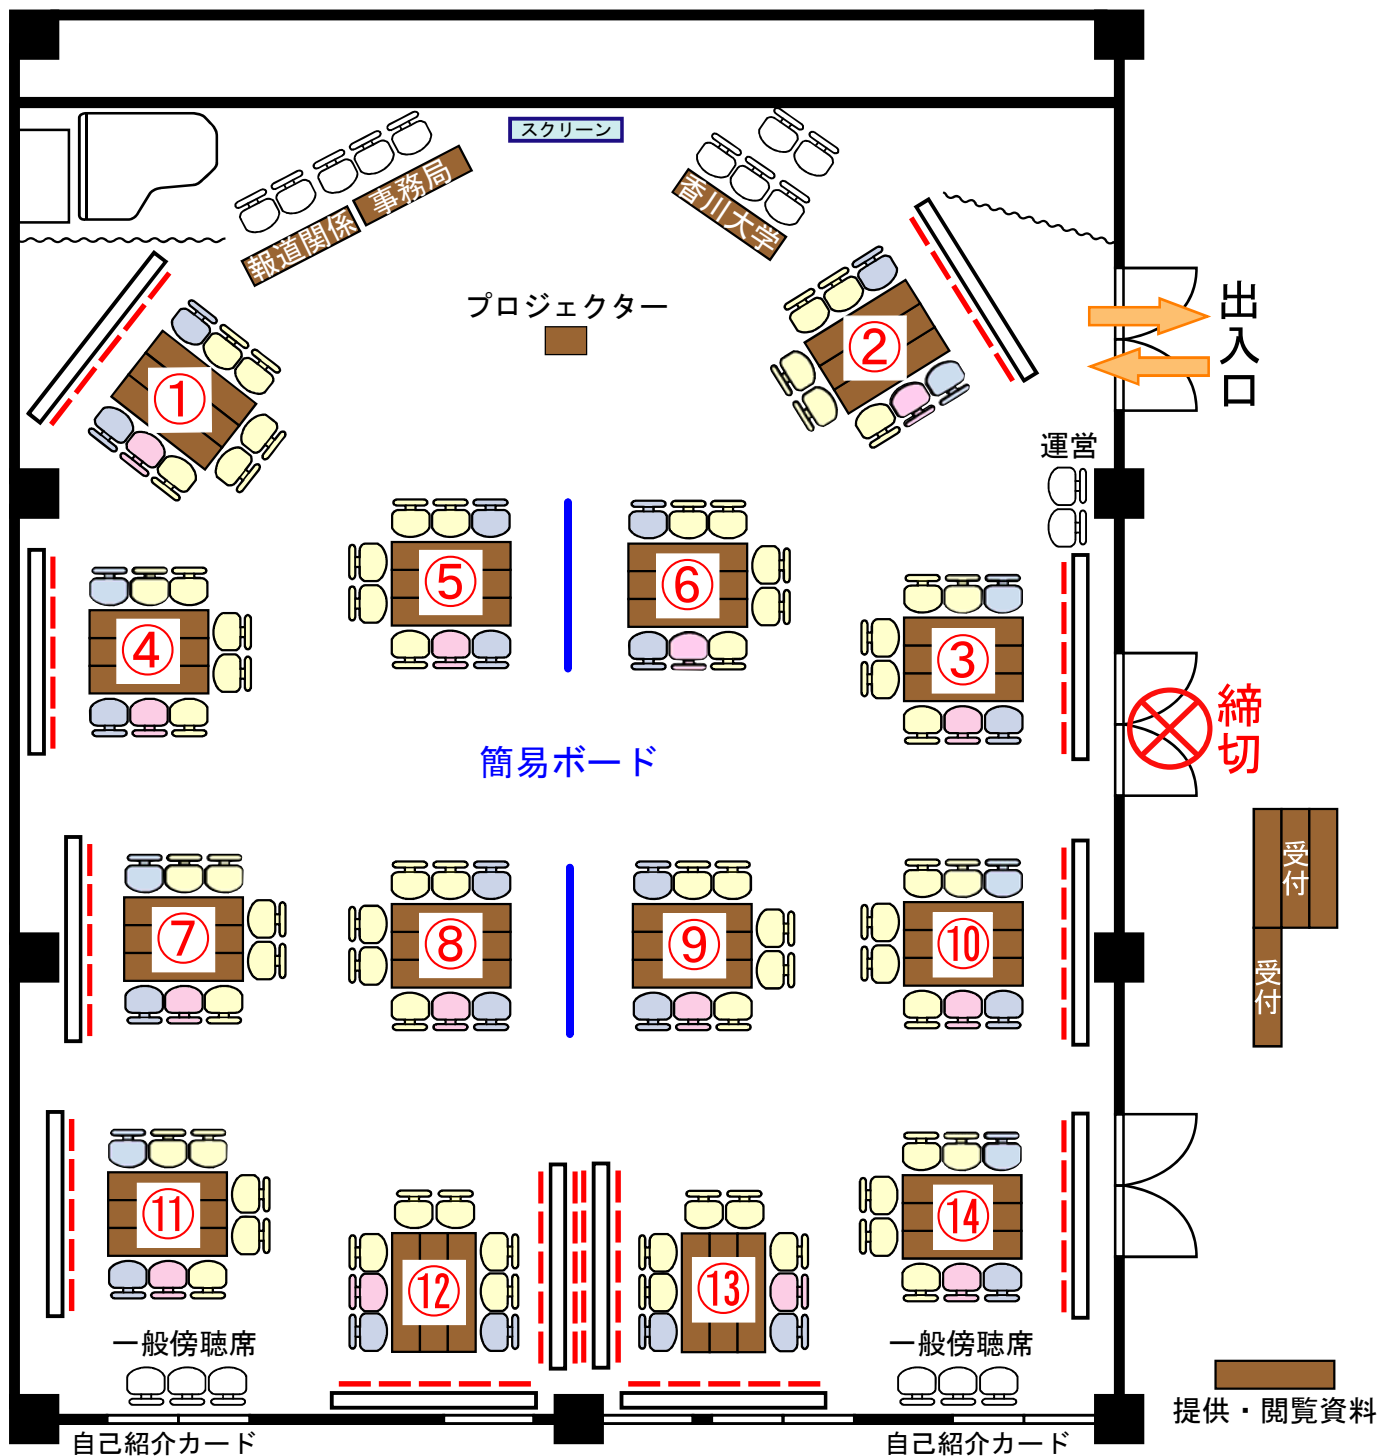 スクリーン
事務局
報道関係
香川大学
プロジェクター
出入口
①
②
運営
⑤
⑥
④
③
締切
簡易ボード
受付
⑦
⑧
⑨
⑩
受付
⑪
⑭
⑫
⑬
一般傍聴席
一般傍聴席
提供・閲覧資料
自己紹介カード
自己紹介カード